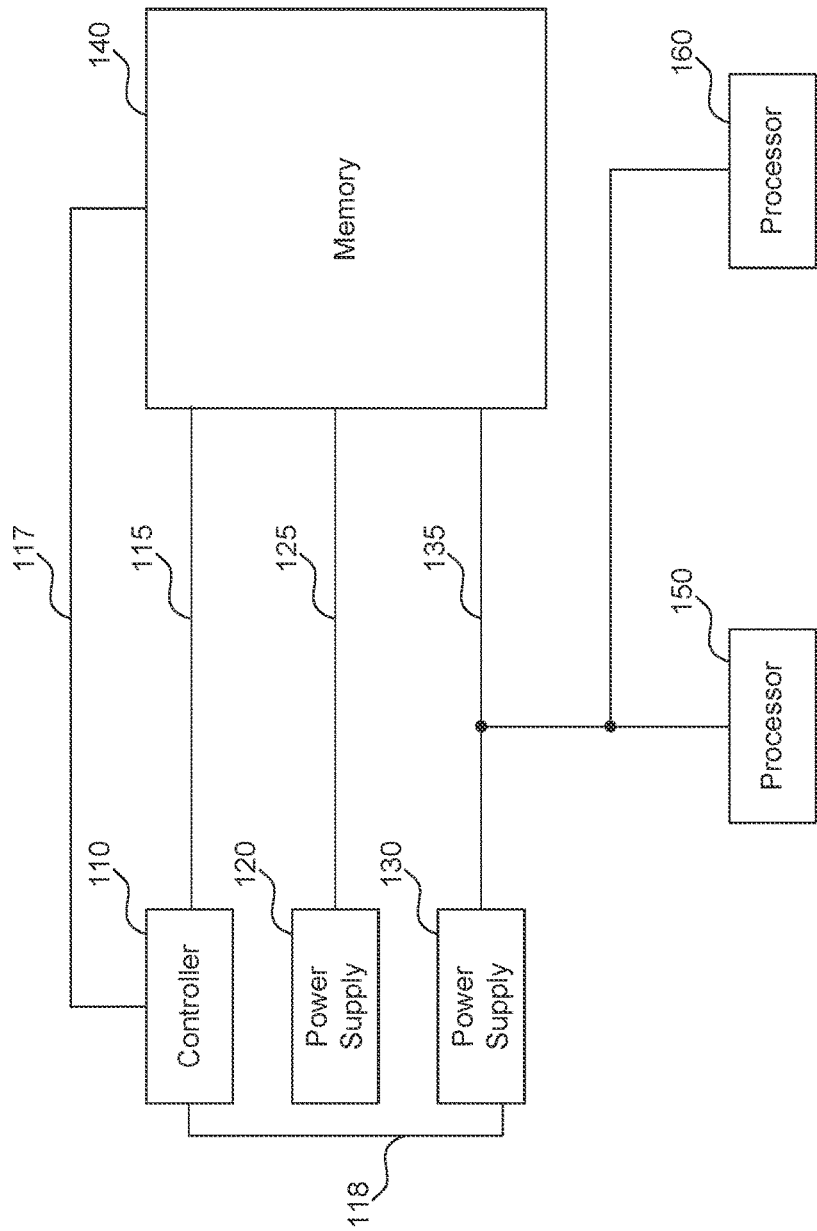 117
110
Controller
115
140
Memory
120
Power
Supply
125
130
Power
Supply
135
118
150
Processor
160
Processor